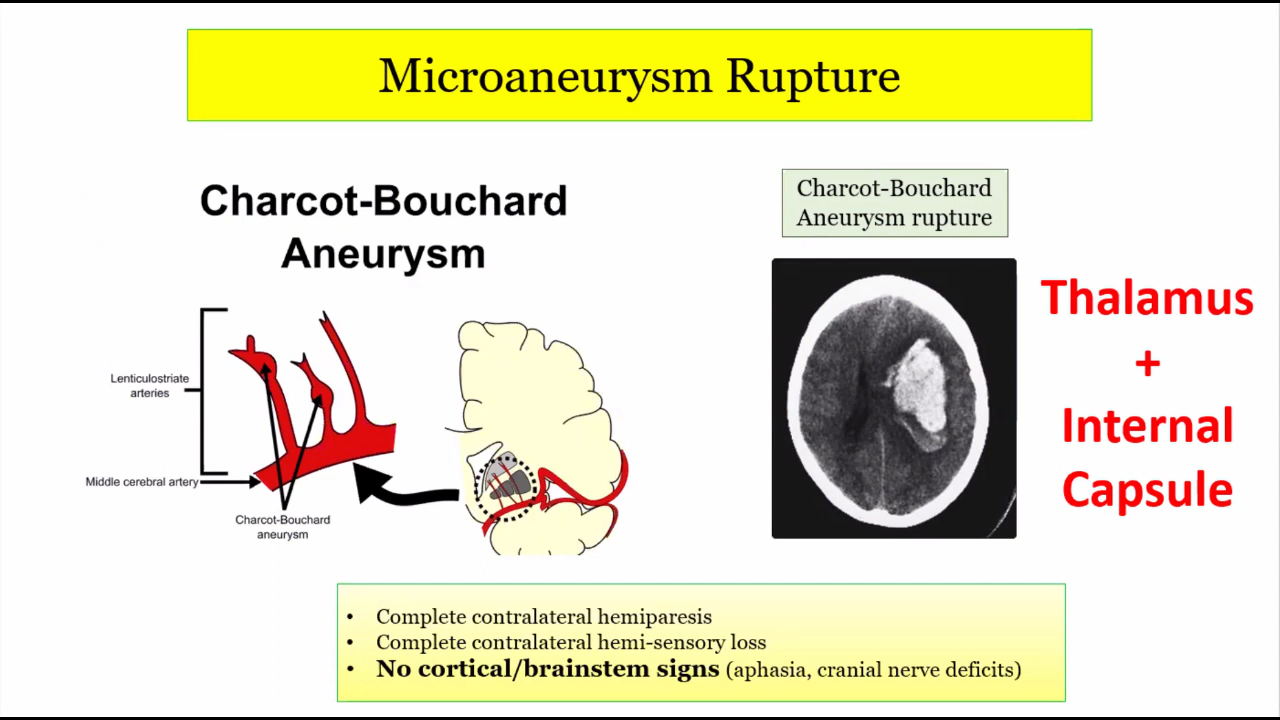 Microaneurysm Rupture
Charcot-Bouchard
Aneurysm
Lenticulostriate
arteries
Middle cerebral artery
Charcot-Bouchard
aneurysm
Charcot-Bouchard
Aneurysm rupture
Thalamus
+
Internal
Capsule
• Complete contralateral hemiparesis
• Complete contralateral hemi-sensory loss
• No cortical/brainstem signs (aphasia, cranial nerve deficits)